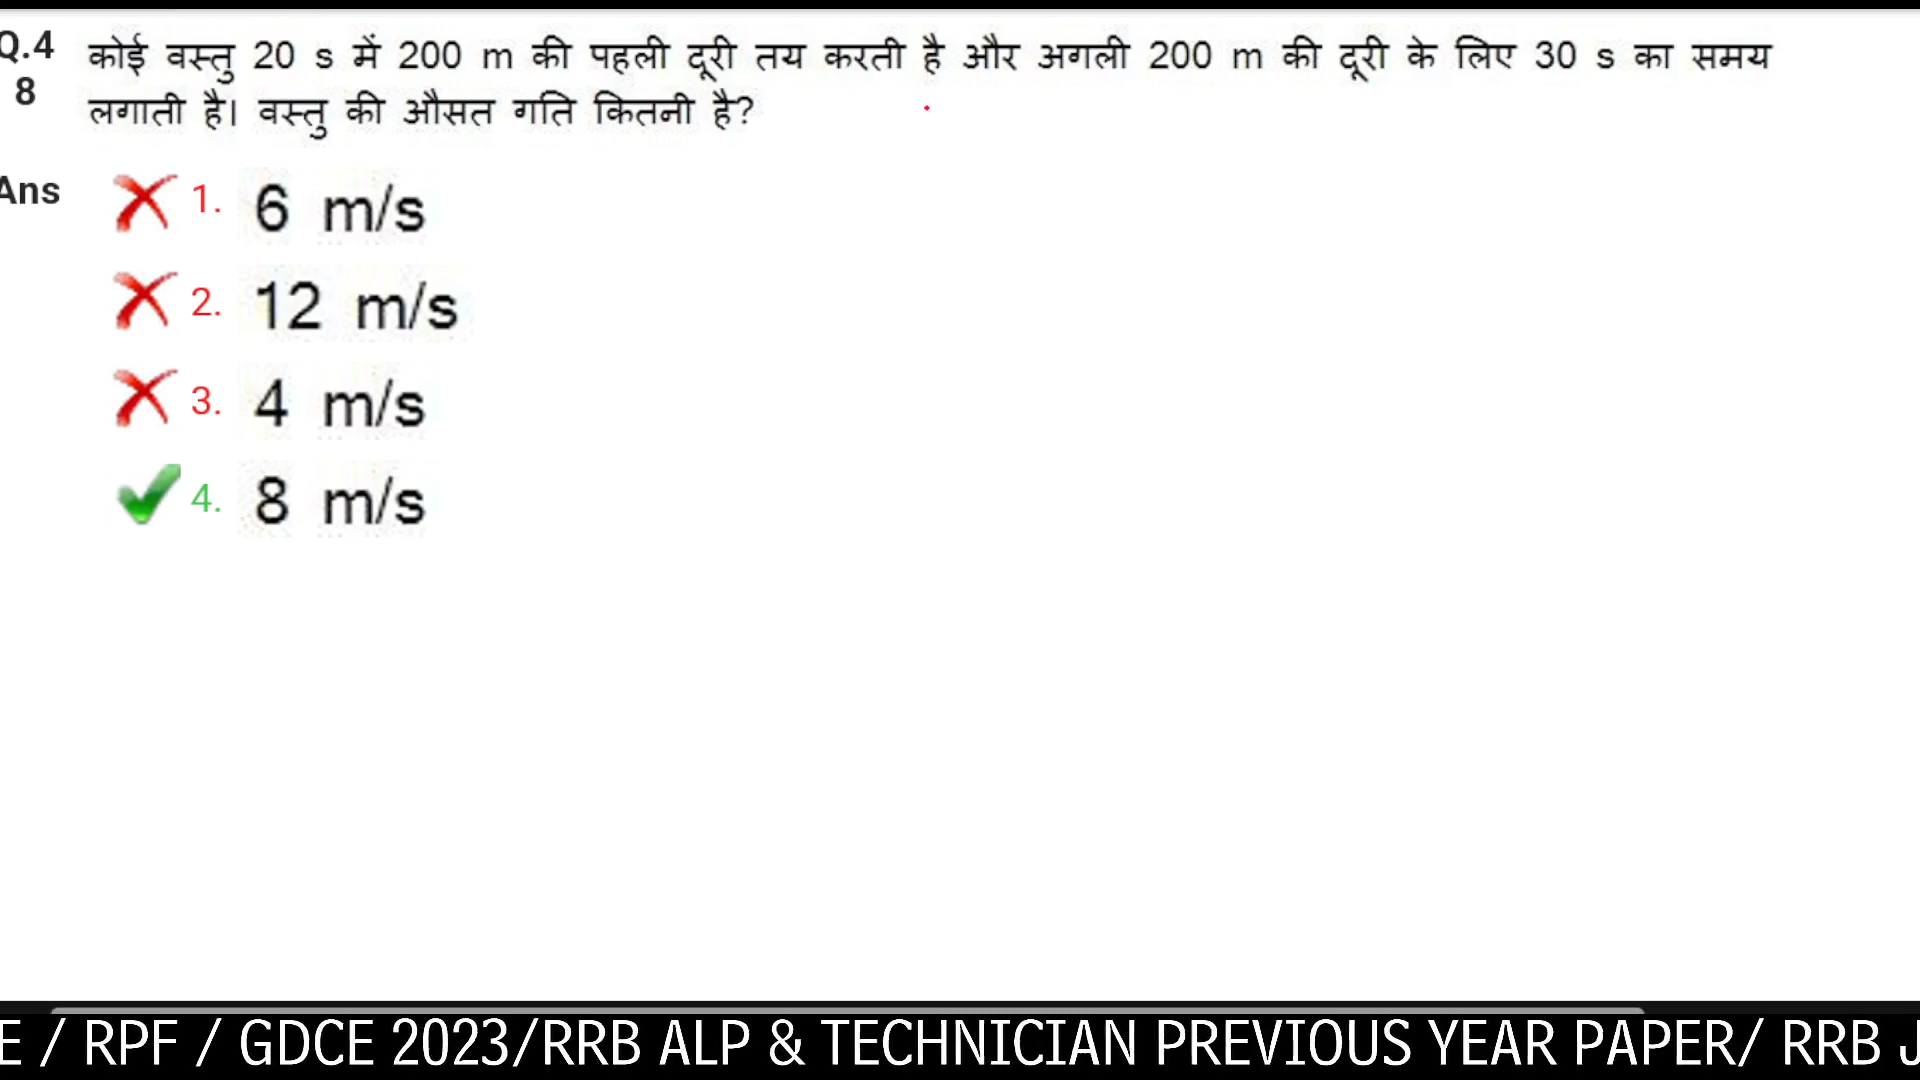 Q.4 कोई वस्तु 20 s में 200 m की पहली दूरी तय करती है और अगली 200 m की दूरी के लिए 30 s का समय
8 लगाती है। वस्तु की औसत गति कितनी है?
Ans 1. 6 m/s
2. 12 m/s
3. 4 m/s
4. 8 m/s
E / RPF / GDCE 2023/RRB ALP & TECHNICIAN PREVIOUS YEAR PAPER/ RRB J